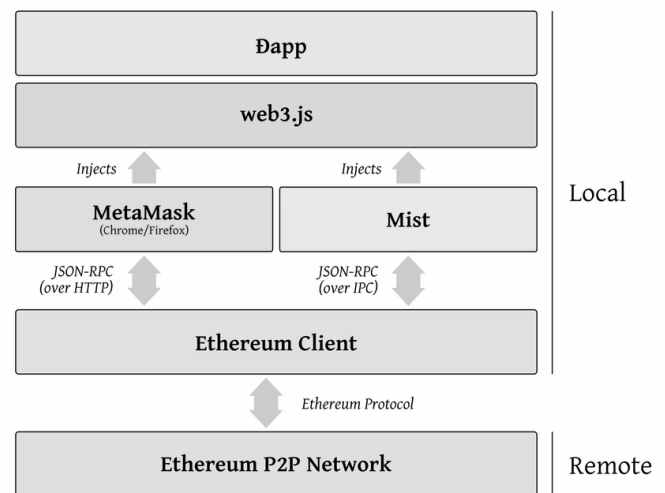 Ðapp
web3.js
Injects
Injects
MetaMask
(Chrome/Firefox)
Mist
Local
JSON-RPC
(over HTTP)
JSON-RPC
(over IPC)
Ethereum Client
Ethereum Protocol
Ethereum P2P Network
Remote